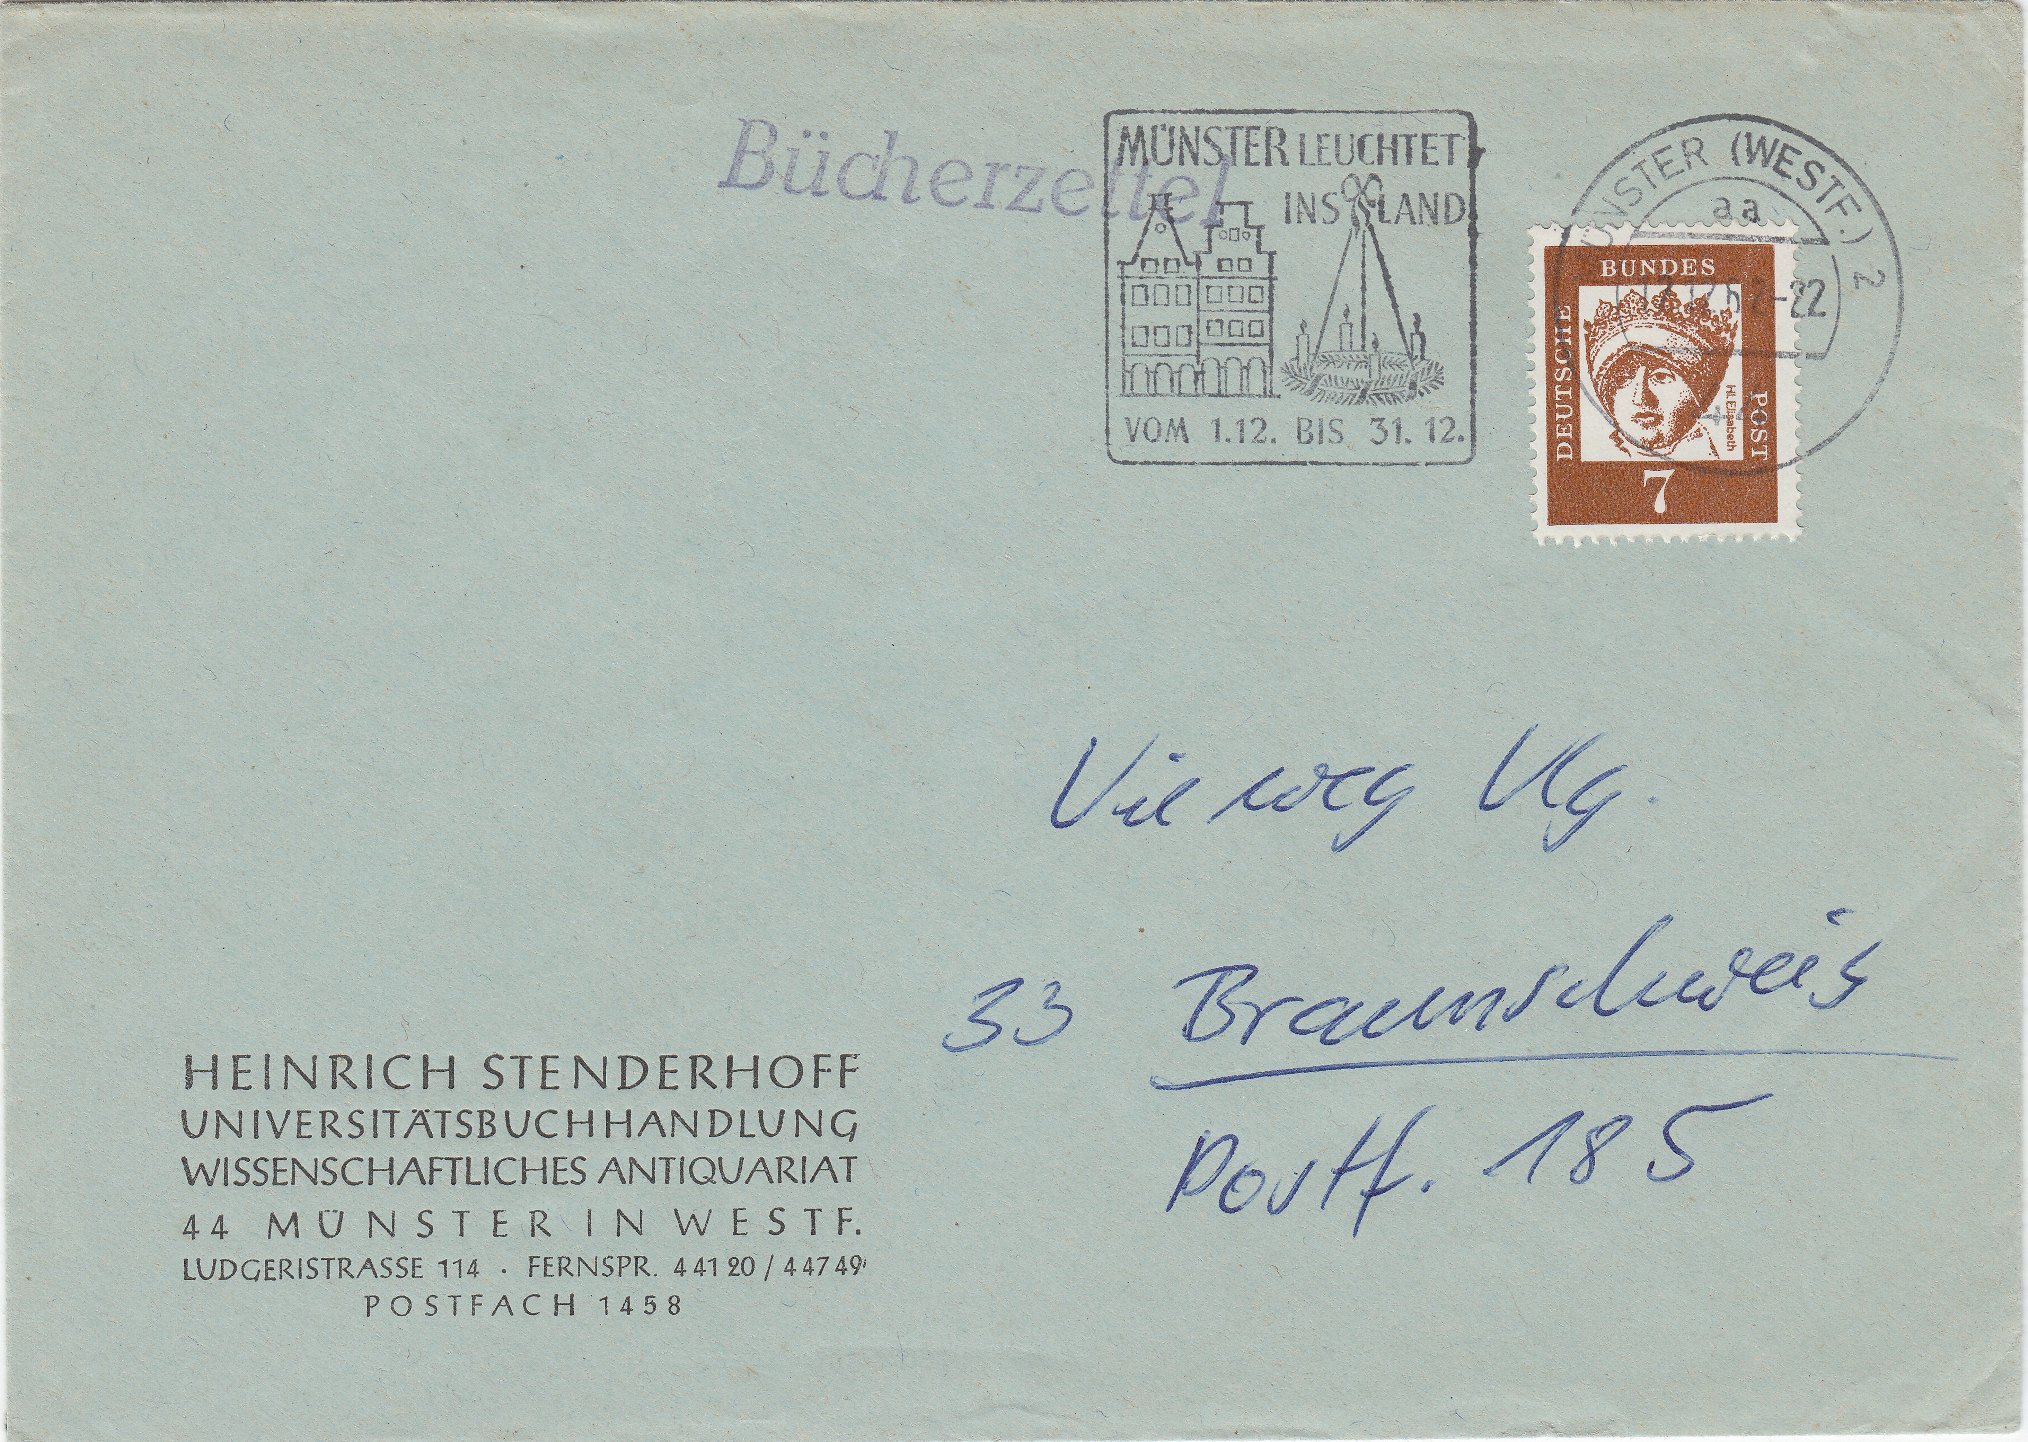 Bücherzettel
MÜNSTER LEUCHTET
INS LAND
VOM 1.12. BIS 31.12.
MÜNSTER (WESTF.) 2
aa
-22
BUNDES
DEUTSCHE
POST
Hl. Elisabeth
7
Vieweg Vlg.
33 Braunschweig
Postf. 185
HEINRICH STENDERHOFF
UNIVERSITÄTSBUCHHANDLUNG
WISSENSCHAFTLICHES ANTIQUARIAT
44 MÜNSTER IN WESTF.
LUDGERISTRASSE 114 · FERNSPR. 44120 / 44749
POSTFACH 1458